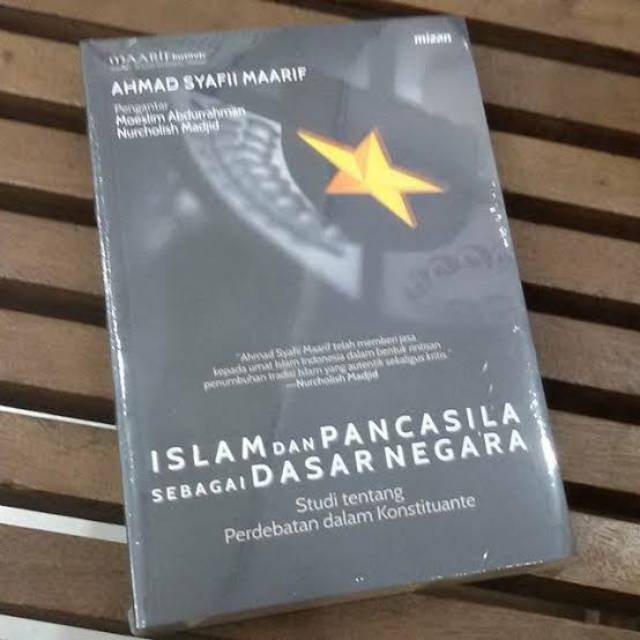 MAARIF Institute
mizan
AHMAD SYAFII MAARIF
Pengantar
Moeslim Abdurrahman
Nurcholish Madjid
"Ahmad Syafii Maarif telah memberi jasa
kepada umat Islam Indonesia dalam bentuk rintisan
penumbuhan tradisi Islam yang autentik sekaligus kritis."
—Nurcholish Madjid
ISLAM DAN PANCASILA
SEBAGAI DASAR NEGARA
Studi tentang
Perdebatan dalam Konstituante